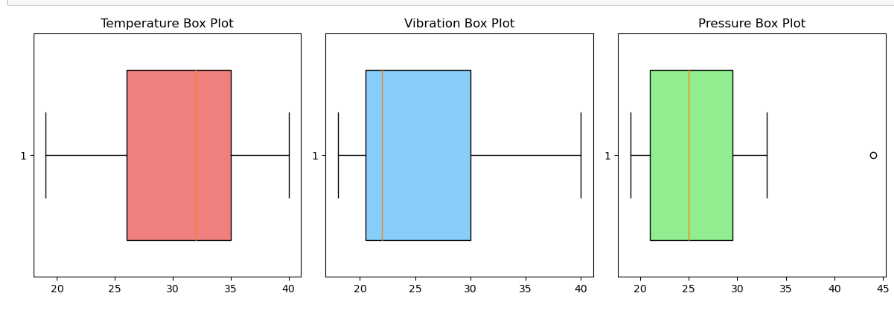 Temperature Box Plot
Vibration Box Plot
Pressure Box Plot
1
1
1
20 25 30 35 40
20 25 30 35 40
20 25 30 35 40 45